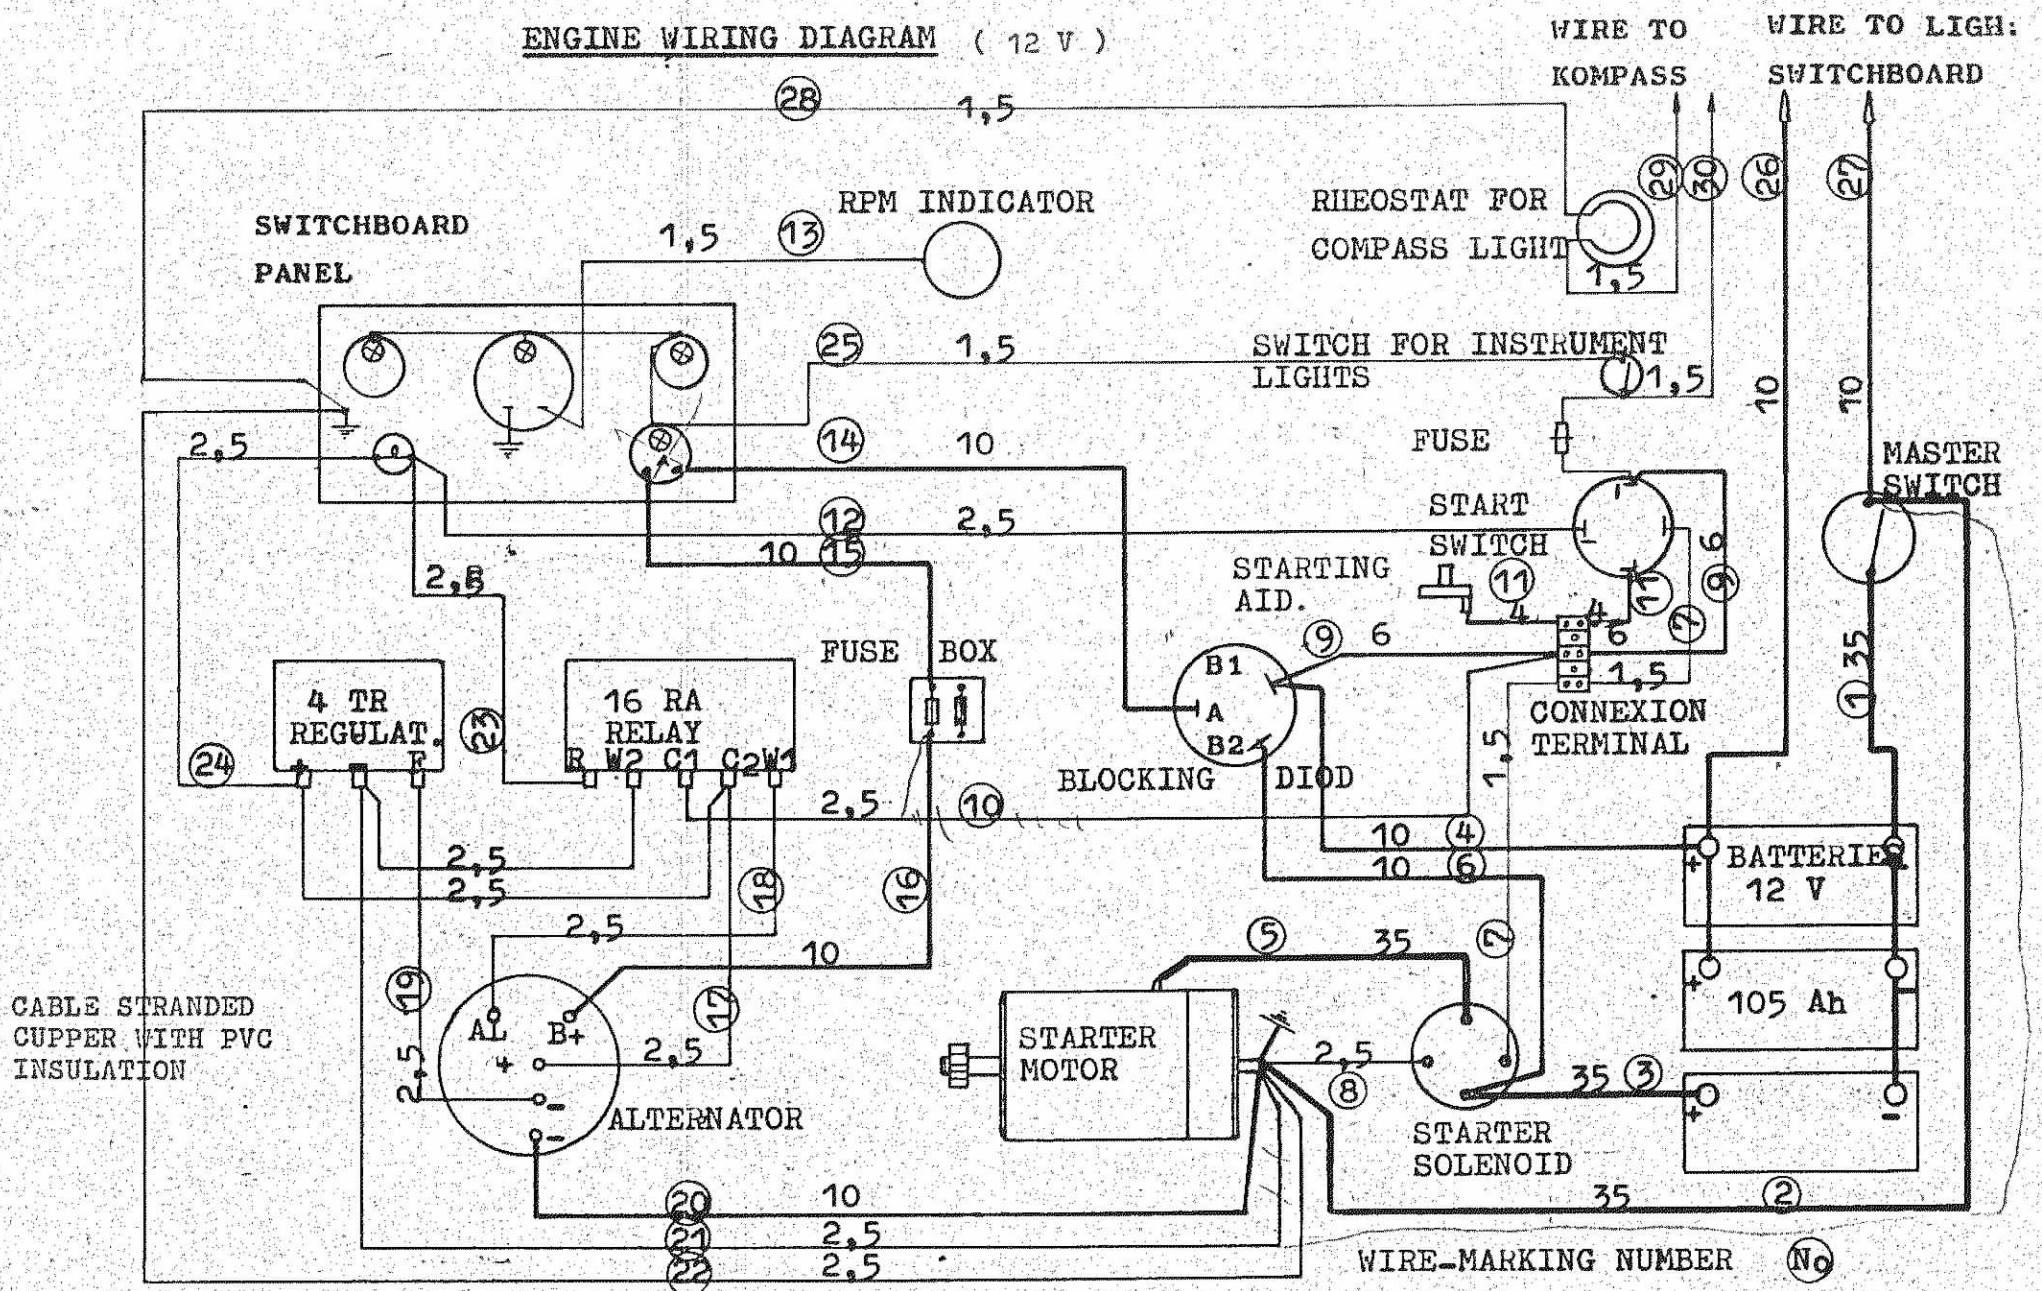 ENGINE WIRING DIAGRAM ( 12 V )
WIRE TO
KOMPASS
WIRE TO LIGH:
SWITCHBOARD
28
1,5
29
30
26
27
SWITCHBOARD
PANEL
1,5
13
RPM INDICATOR
RHEOSTAT FOR
COMPASS LIGHT
1,5
25
1,5
SWITCH FOR INSTRUMENT
LIGHTS
1,5
10
10
2,5
14
10
FUSE
MASTER
SWITCH
START
SWITCH
12
2,5
10
15
6
9
STARTING
AID.
11
11
4
4
7
6
9
6
1,5
2,5
FUSE BOX
1
35
4 TR
REGULAT.
+
-
F
24
23
16 RA
RELAY
R W2 C1 C2 W1
B1
A
B2
BLOCKING DIOD
CONNEXION
TERMINAL
1,5
2,5
10
10
4
10
6
2,5
2,5
18
16
2,5
10
5
35
7
+
BATTERIE
12 V
-
+
105 Ah
-
19
17
CABLE STRANDED
CUPPER WITH PVC
INSULATION
AL
B+
+
2,5
-
-
2,5
ALTERNATOR
STARTER
MOTOR
2,5
8
35
3
+
-
STARTER
SOLENOID
20
10
35
2
21
2,5
22
2,5
WIRE-MARKING NUMBER No